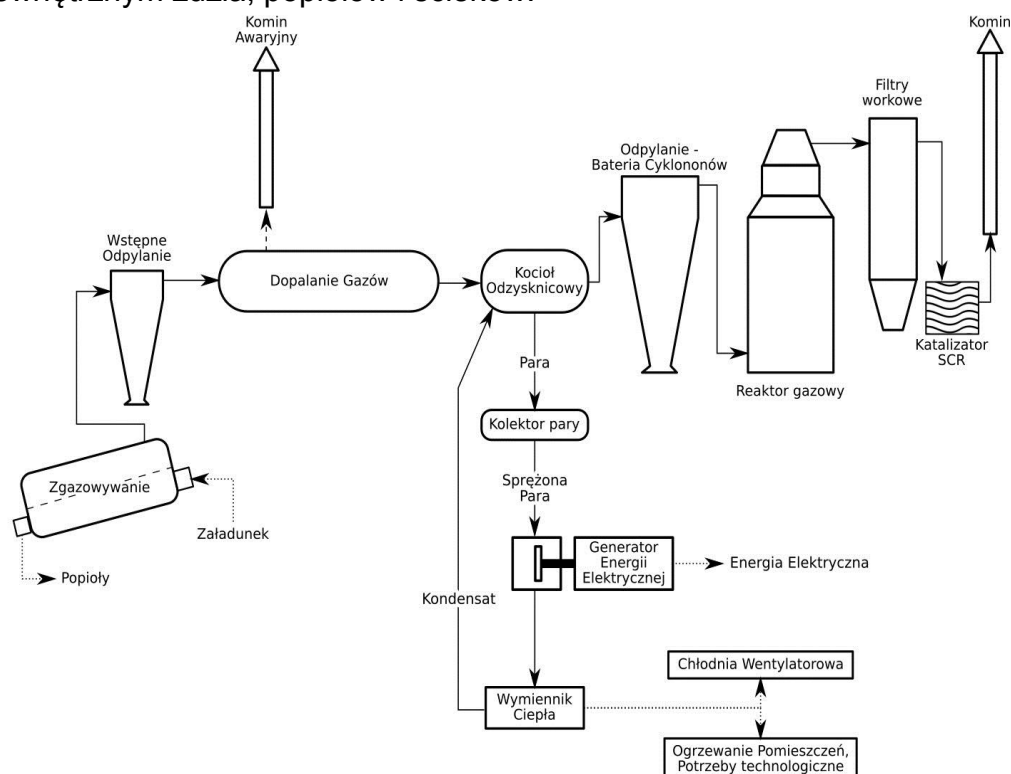 Komin
Awaryjny
Komin
Filtry
workowe
Odpylanie -
Bateria Cyklononów
Wstępne
Odpylanie
Dopalanie Gazów
Kocioł
Odzysknicowy
Katalizator
SCR
Para
Reaktor gazowy
Kolektor pary
Zgazowywanie
Sprężona
Para
Załadunek
Generator
Energii
Elektrycznej
Energia Elektryczna
Popioły
Kondensat
Chłodnia Wentylatorowa
Wymiennik
Ciepła
Ogrzewanie Pomieszczeń,
Potrzeby technologiczne